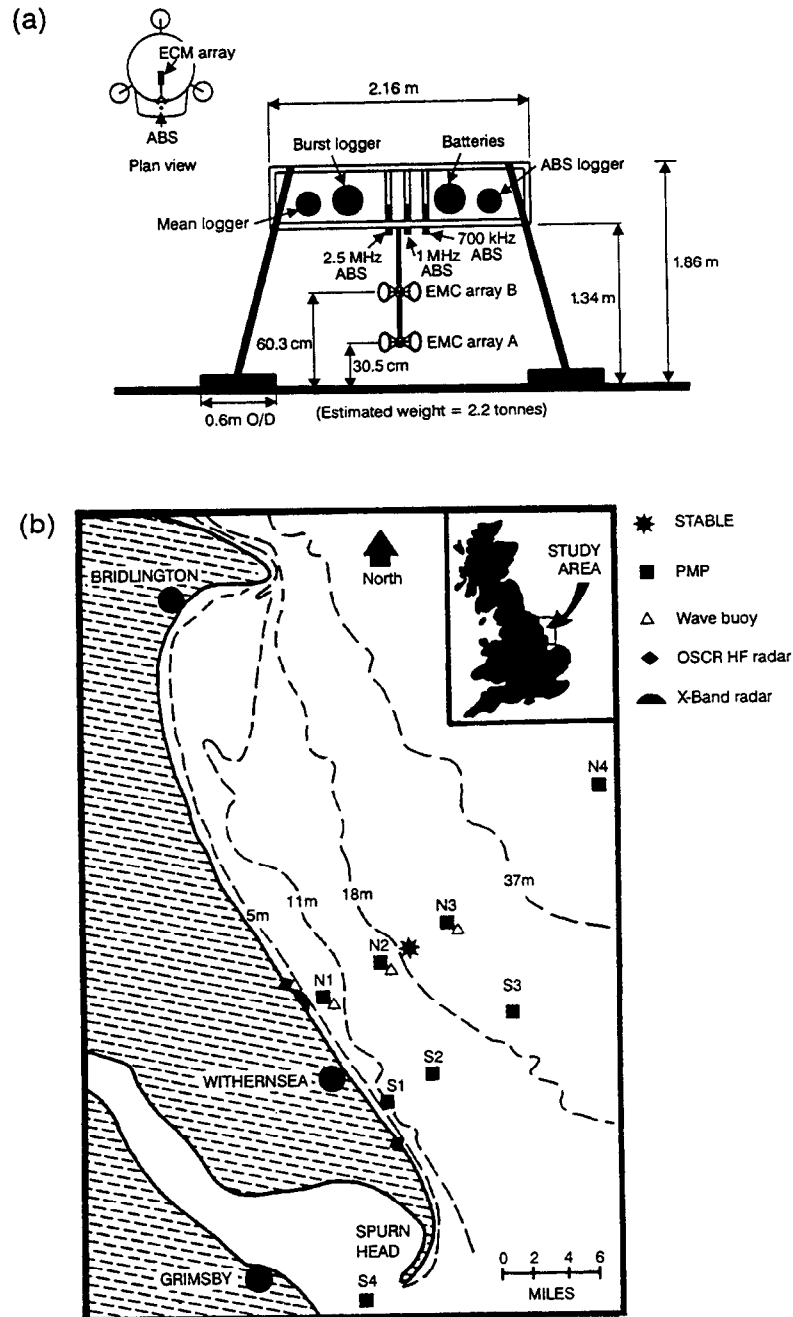 (a)
ECM array
ABS
Plan view
2.16 m
Burst logger
Batteries
ABS logger
Mean logger
2.5 MHz
ABS
1 MHz
ABS
700 kHz
ABS
EMC array B
EMC array A
60.3 cm
30.5 cm
1.34 m
1.86 m
0.6m O/D
(Estimated weight = 2.2 tonnes)
(b)
BRIDLINGTON
North
STUDY
AREA
STABLE
PMP
Wave buoy
OSCR HF radar
X-Band radar
N4
37m
18m
11m
5m
N3
N2
N1
S3
S2
S1
WITHERNSEA
SPURN
HEAD
GRIMSBY
S4
0 2 4 6
MILES